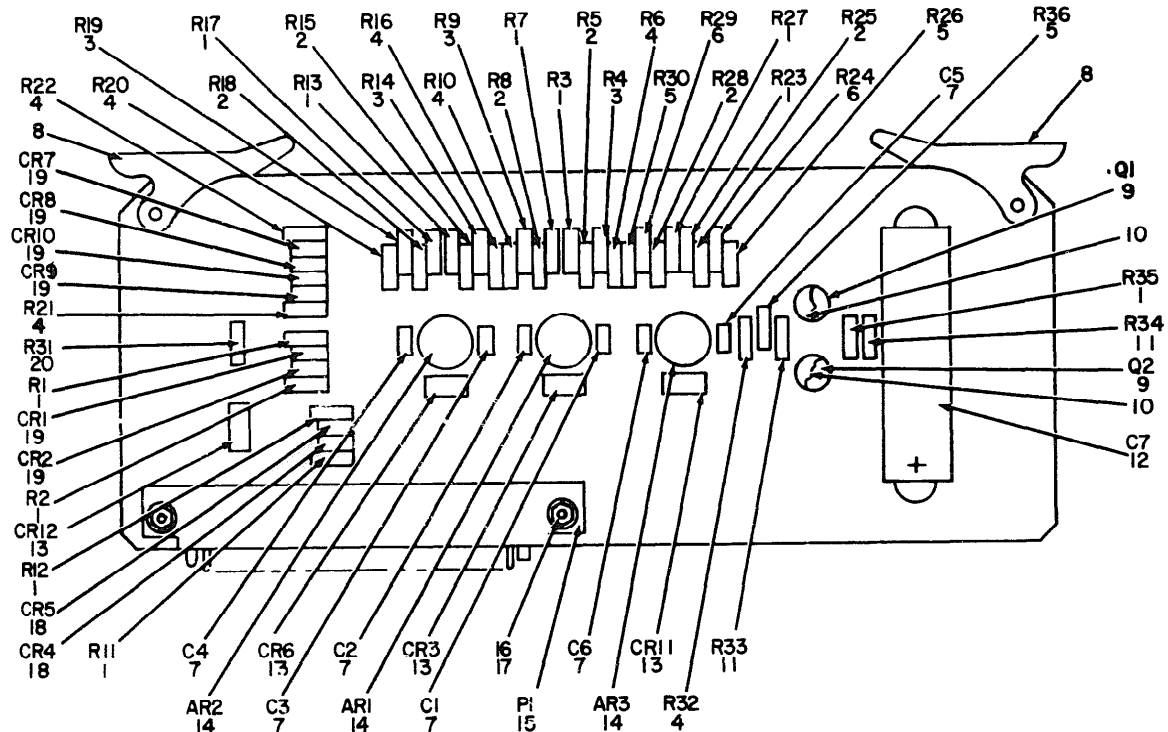 R19
3
R17
1
R15
2
R16
4
R9
3
R7
1
R5
2
R6
4
R29
6
R27
1
R25
2
R26
5
R36
5
R22
4
R20
4
R18
2
R13
1
R14
3
R10
4
R8
2
R3
1
R4
3
R30
5
R28
2
R23
1
R24
6
C5
7
8
8
CR7
19
CR8
19
CR10
19
CR9
19
R21
4
R31
20
R1
1
CR1
19
CR2
19
R2
1
CR12
13
R12
1
CR5
18
CR4
18
.Q1
9
10
R35
1
R34
11
Q2
9
10
C7
12
+
R11
1
C4
7
CR6
13
C2
7
CR3
13
16
17
C6
7
CR11
13
R33
11
AR2
14
C3
7
AR1
14
C1
7
P1
15
AR3
14
R32
4